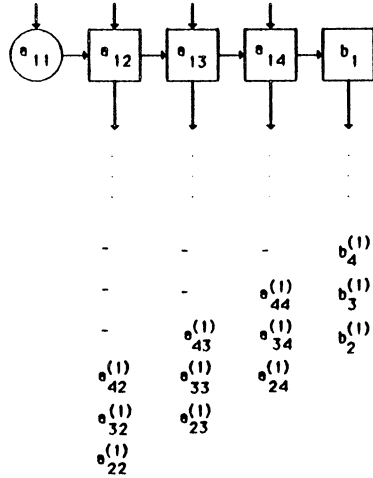 a₁₁ a₁₂ a₁₃ a₁₄ b₁
- - - b₄⁽¹⁾
- - a₄₄⁽¹⁾ b₃⁽¹⁾
- a₄₃⁽¹⁾ a₃₄⁽¹⁾ b₂⁽¹⁾
a₄₂⁽¹⁾ a₃₃⁽¹⁾ a₂₄⁽¹⁾
a₃₂⁽¹⁾ a₂₃⁽¹⁾
a₂₂⁽¹⁾